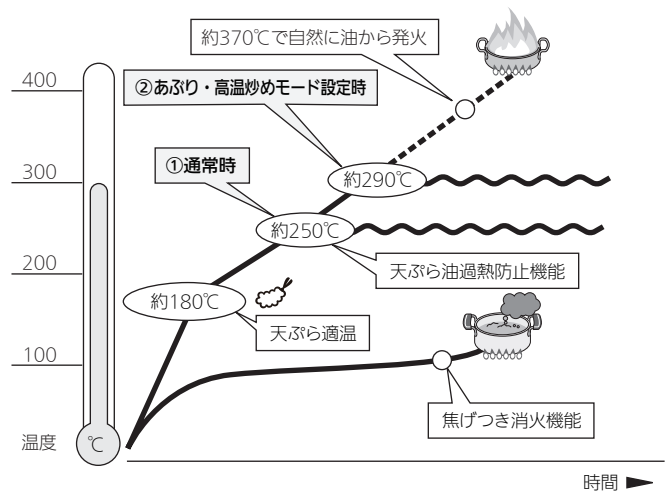 約370℃で自然に油から発火
400
②あぶり・高温炒めモード設定時
300
約290℃
①通常時
約250℃
200
天ぷら油過熱防止機能
約180℃
天ぷら適温
100
焦げつき消火機能
温度
℃
時間